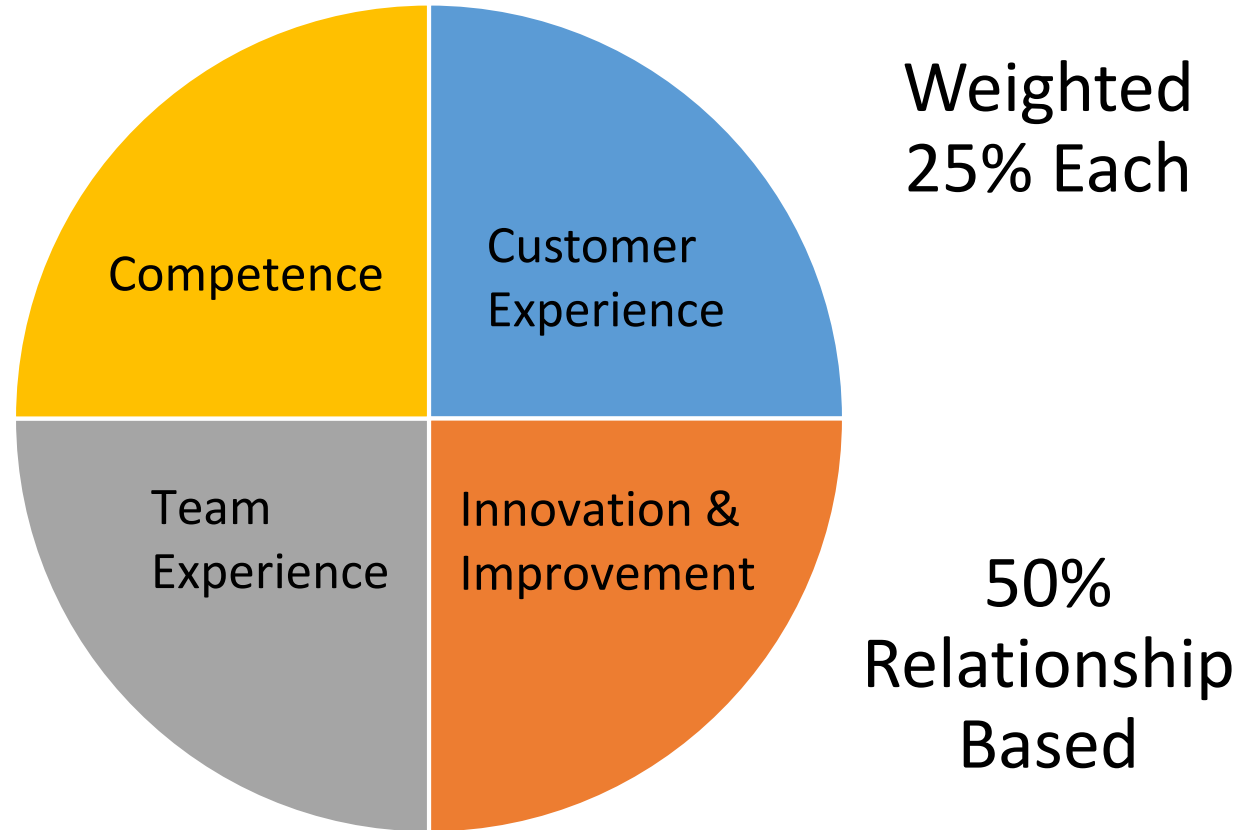 Weighted
25% Each
Competence
Customer
Experience
Team
Experience
Innovation &
Improvement
50%
Relationship
Based